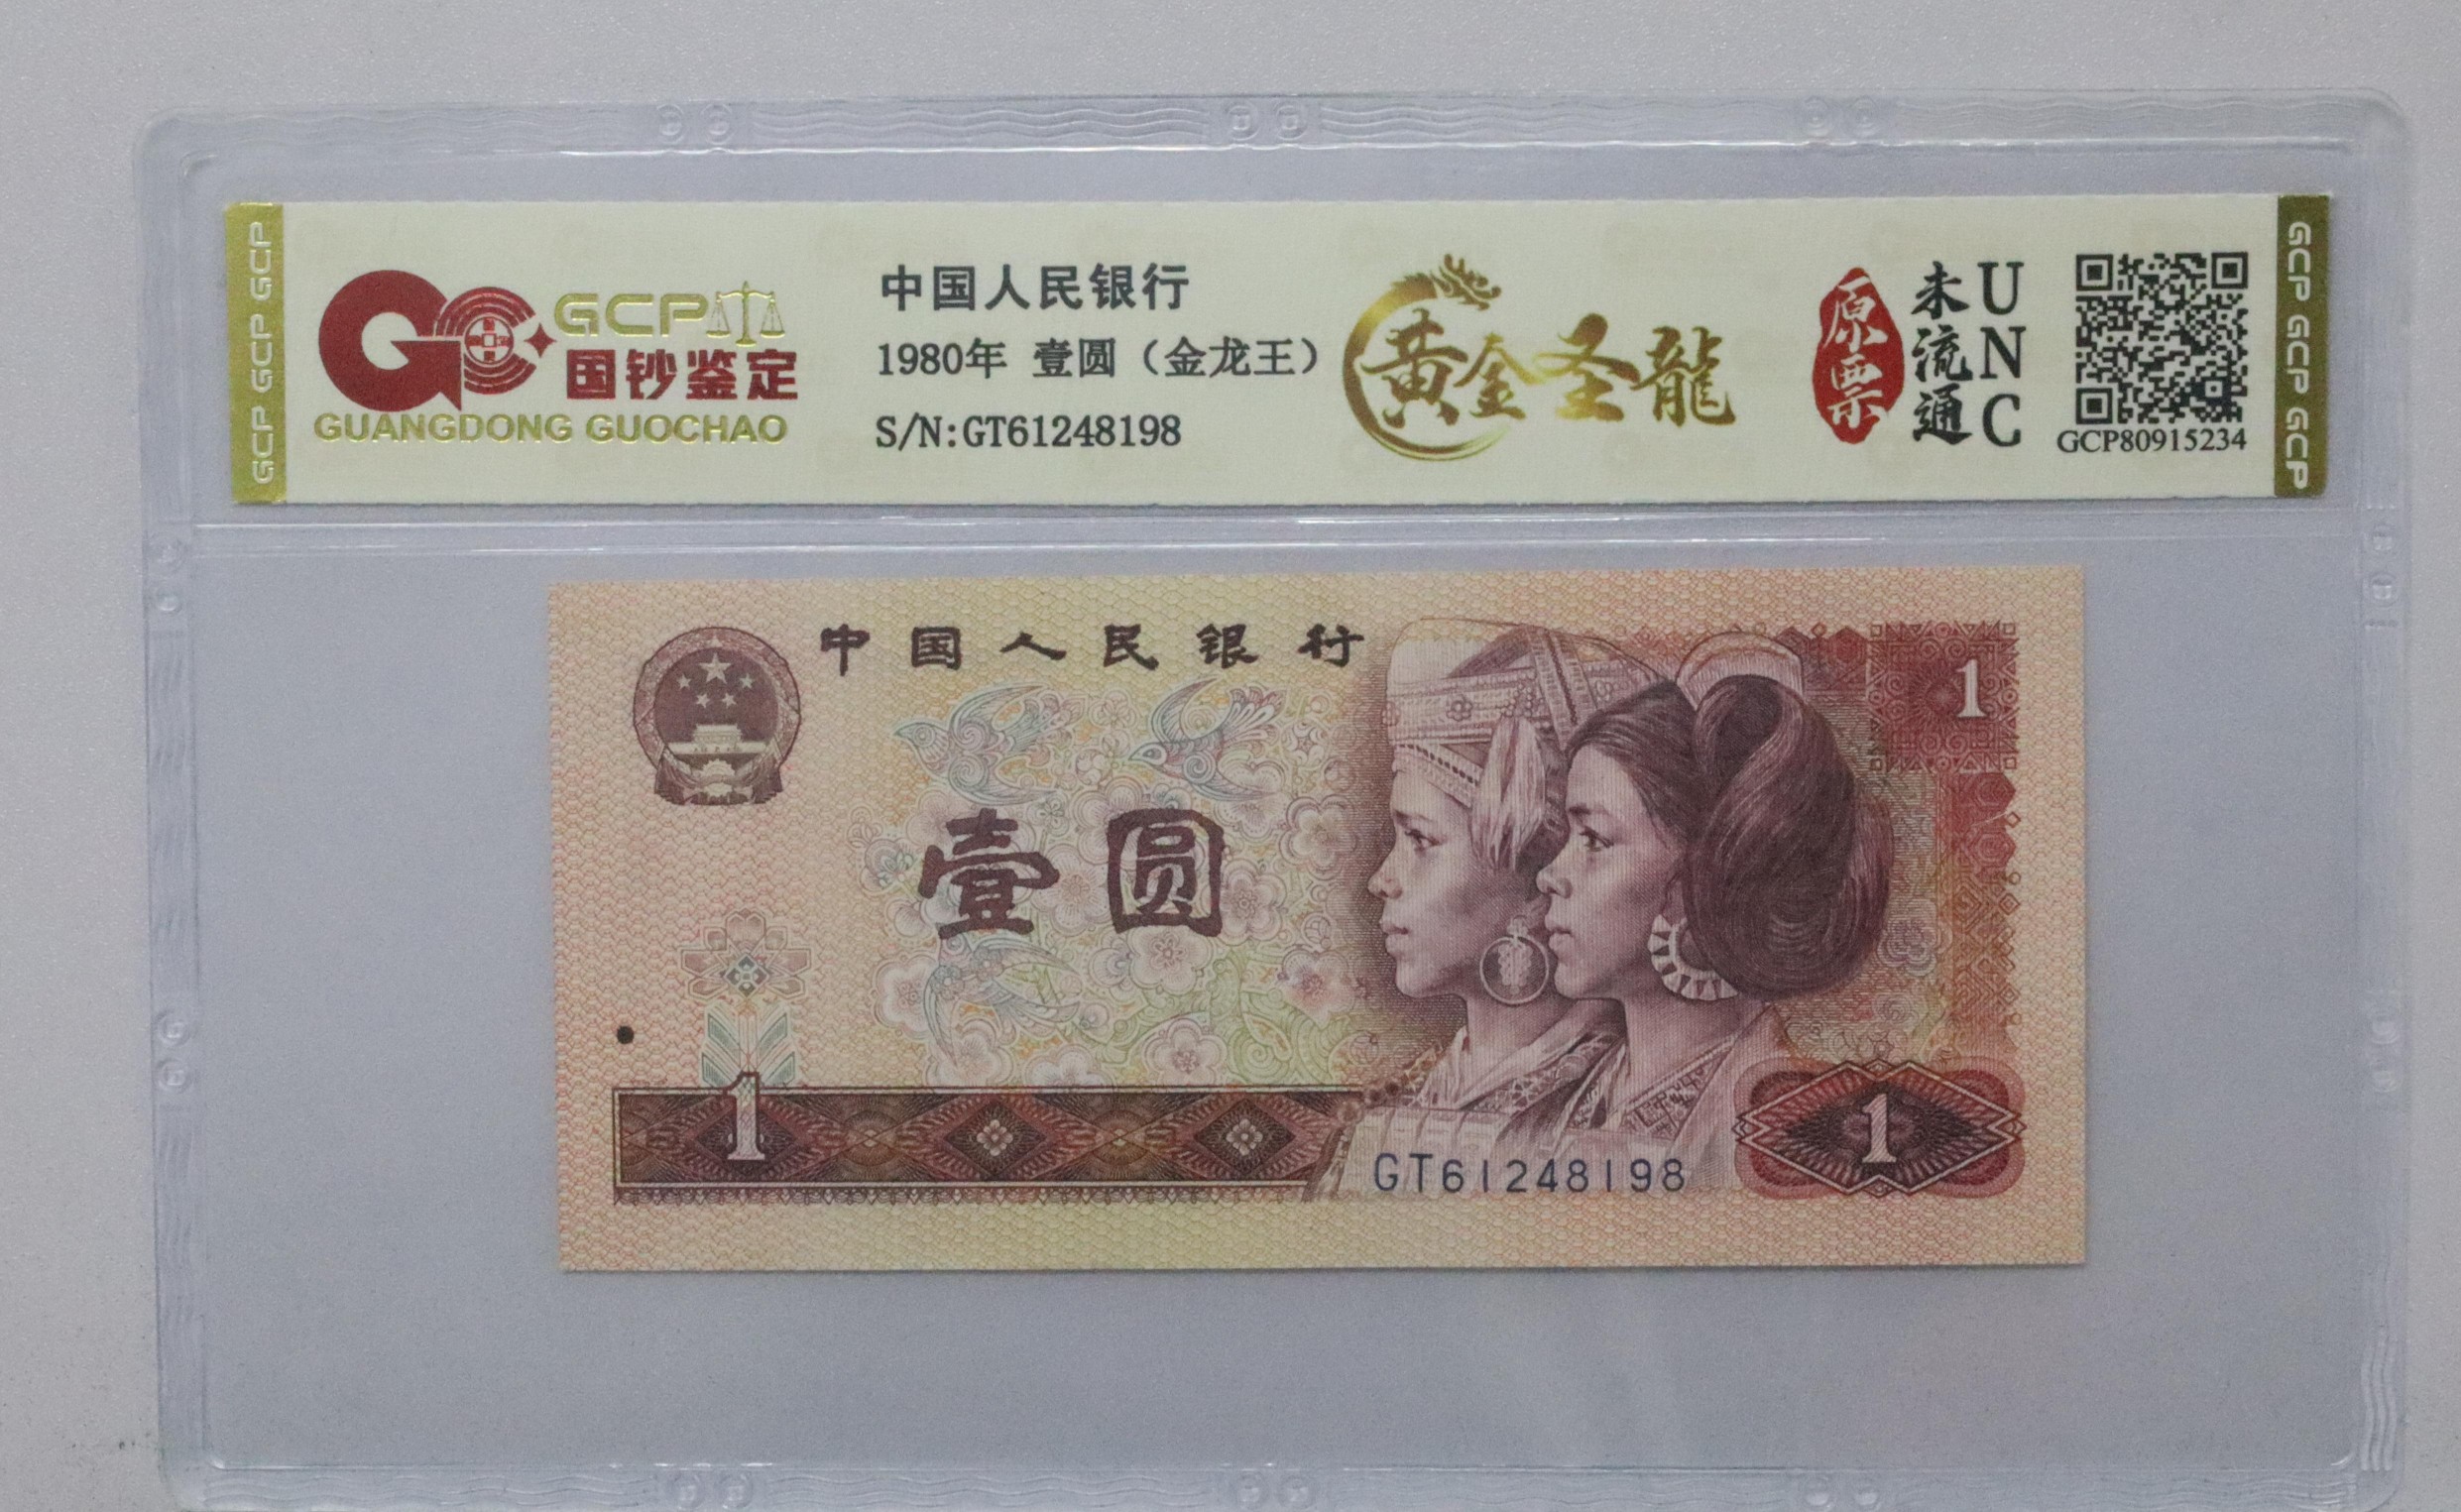 GCP GCP GCP
GCP
国钞鉴定
GUANGDONG GUOCHAO
中国人民银行
1980年 壹圆（金龙王）
S/N:GT61248198
黄金圣龍
原票
未流通
UNC
GCP80915234
GCP GCP GCP
中国人民银行
1
壹圆
1
GT61248198
1